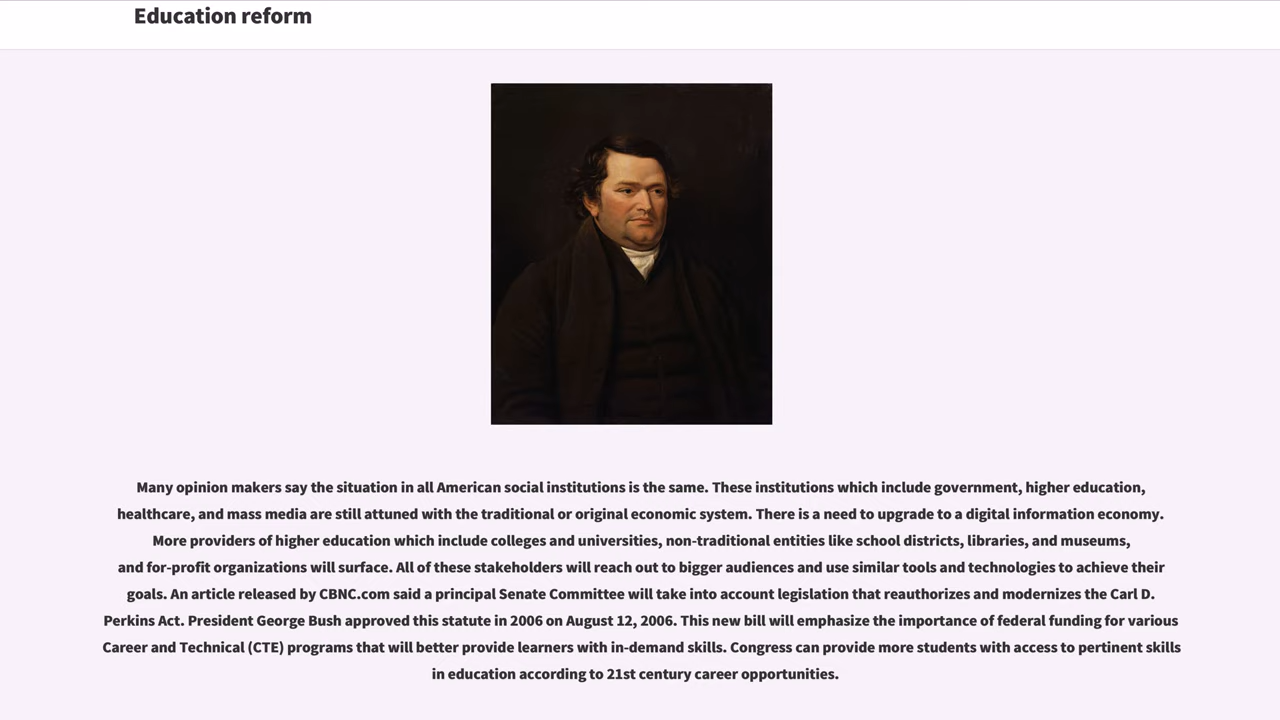 Education reform
Many opinion makers say the situation in all American social institutions is the same. These institutions which include government, higher education,
healthcare, and mass media are still attuned with the traditional or original economic system. There is a need to upgrade to a digital information economy.
More providers of higher education which include colleges and universities, non-traditional entities like school districts, libraries, and museums,
and for-profit organizations will surface. All of these stakeholders will reach out to bigger audiences and use similar tools and technologies to achieve their
goals. An article released by CBNC.com said a principal Senate Committee will take into account legislation that reauthorizes and modernizes the Carl D.
Perkins Act. President George Bush approved this statute in 2006 on August 12, 2006. This new bill will emphasize the importance of federal funding for various
Career and Technical (CTE) programs that will better provide learners with in-demand skills. Congress can provide more students with access to pertinent skills
in education according to 21st century career opportunities.